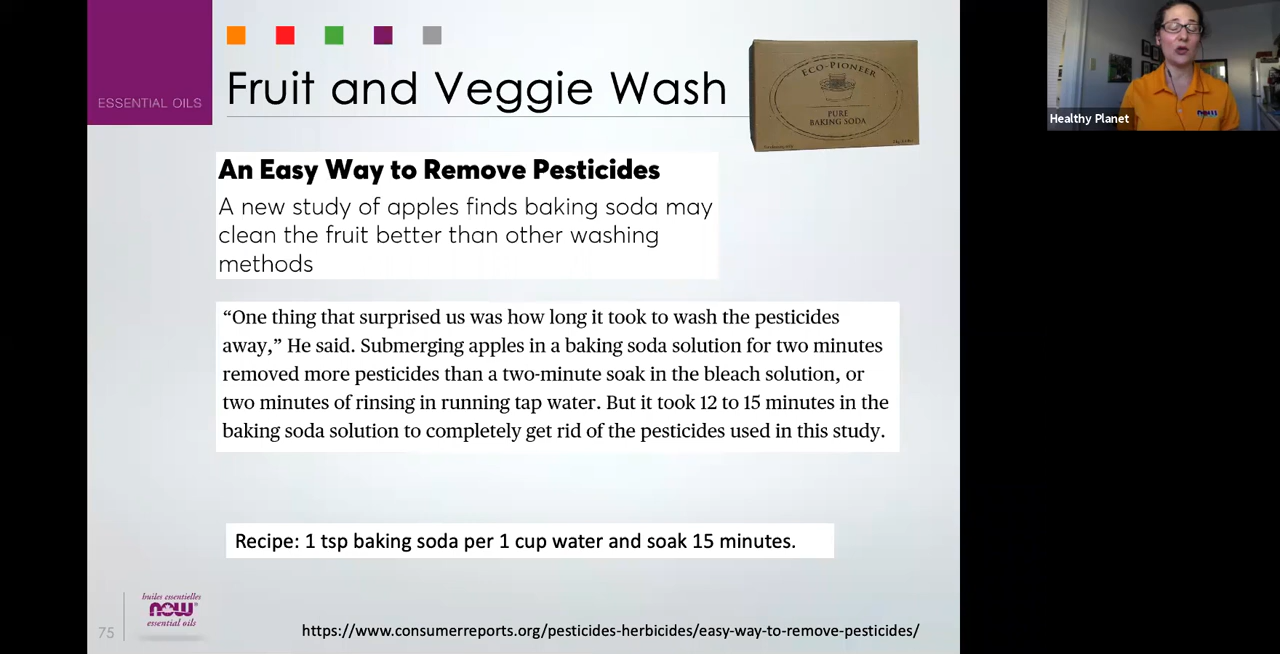 ESSENTIAL OILS
Fruit and Veggie Wash
ECO-PIONEER
PURE
BAKING SODA
Healthy Planet
now
An Easy Way to Remove Pesticides
A new study of apples finds baking soda may
clean the fruit better than other washing
methods
“One thing that surprised us was how long it took to wash the pesticides
away,” He said. Submerging apples in a baking soda solution for two minutes
removed more pesticides than a two-minute soak in the bleach solution, or
two minutes of rinsing in running tap water. But it took 12 to 15 minutes in the
baking soda solution to completely get rid of the pesticides used in this study.
Recipe: 1 tsp baking soda per 1 cup water and soak 15 minutes.
75
huiles essentielles
now®
essential oils
https://www.consumerreports.org/pesticides-herbicides/easy-way-to-remove-pesticides/